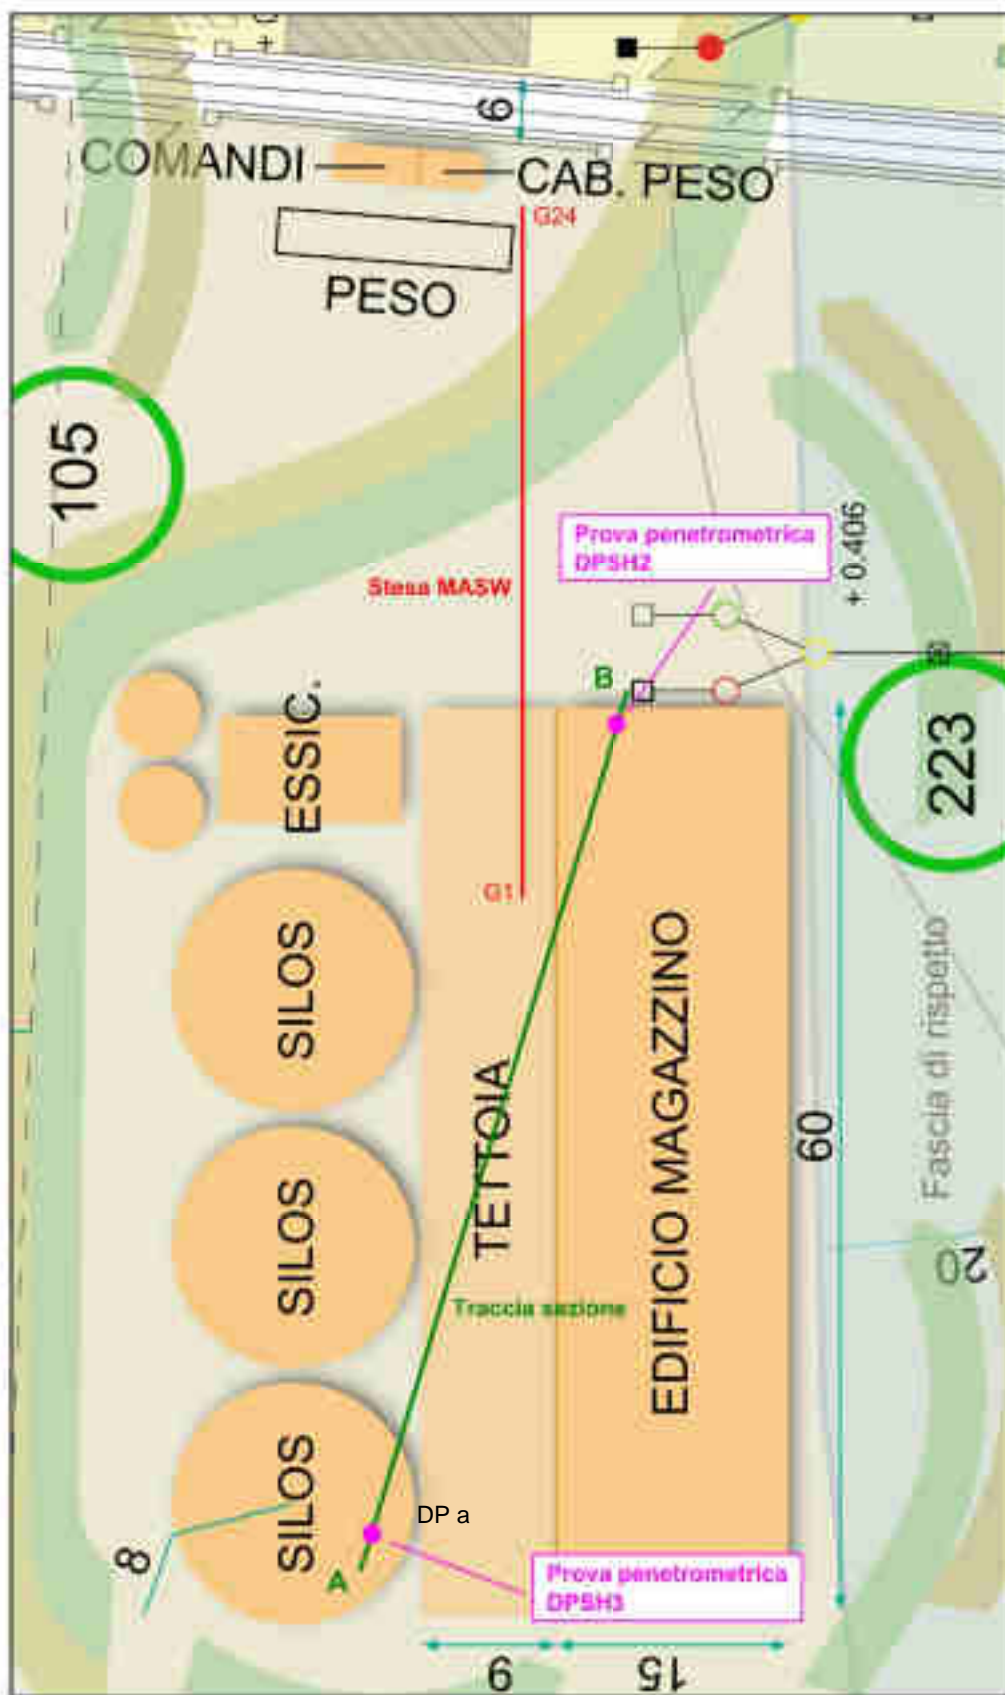 6
COMANDI
CAB. PESO
G24
PESO
105
+ 0.406
Prova penetrometrica
DPSH2
Stesa MASW
B
ESSIC.
223
G1
SILOS
Fascia di rispetto
TETTOIA
EDIFICIO MAGAZZINO
60
SILOS
20
Traccia sezione
SILOS
DP a
8
A
Prova penetrometrica
DPSH3
9
15